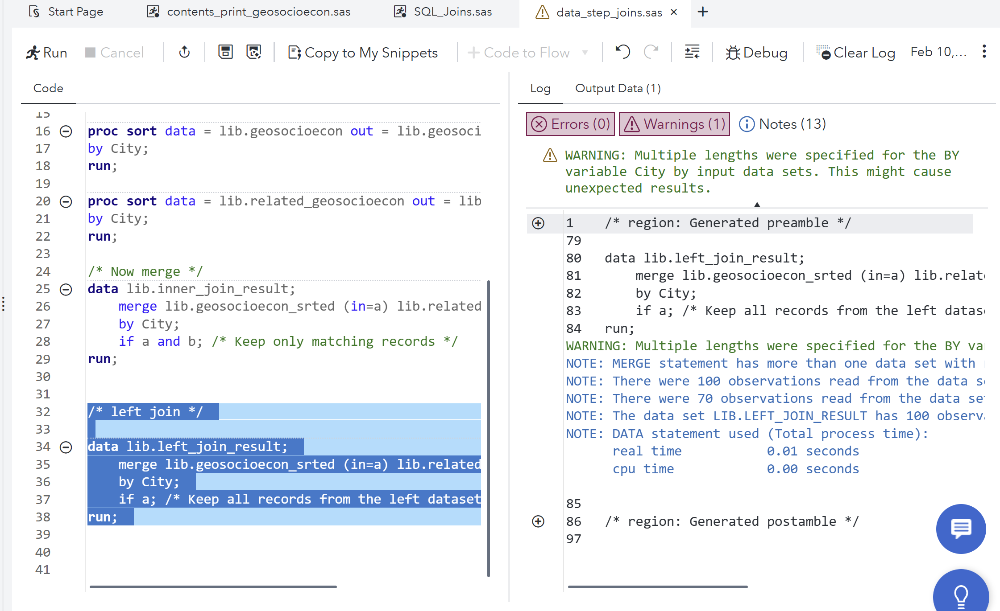 Start Page
contents_print_geosocioecon.sas
SQL_Joins.sas
data_step_joins.sas
Run
Cancel
Copy to My Snippets
Code to Flow
Debug
Clear Log
Feb 10,...
Code
15
16 proc sort data = lib.geosocioecon out = lib.geosoci
17 by City;
18 run;
19
20 proc sort data = lib.related_geosocioecon out = lib
21 by City;
22 run;
23
24 /* Now merge */
25 data lib.inner_join_result;
26 merge lib.geosocioecon_srted (in=a) lib.related
27 by City;
28 if a and b; /* Keep only matching records */
29 run;
30
31
32 /* left join */
33
34 data lib.left_join_result;
35 merge lib.geosocioecon_srted (in=a) lib.related
36 by City;
37 if a; /* Keep all records from the left dataset
38 run;
39
40
41
Log
Output Data (1)
Errors (0)
Warnings (1)
Notes (13)
WARNING: Multiple lengths were specified for the BY
variable City by input data sets. This might cause
unexpected results.
1 /* region: Generated preamble */
79
80 data lib.left_join_result;
81 merge lib.geosocioecon_srted (in=a) lib.relat
82 by City;
83 if a; /* Keep all records from the left datas
84 run;
WARNING: Multiple lengths were specified for the BY va
NOTE: MERGE statement has more than one data set with
NOTE: There were 100 observations read from the data s
NOTE: There were 70 observations read from the data se
NOTE: The data set LIB.LEFT_JOIN_RESULT has 100 observ
NOTE: DATA statement used (Total process time):
real time 0.01 seconds
cpu time 0.00 seconds
85
86 /* region: Generated postamble */
97